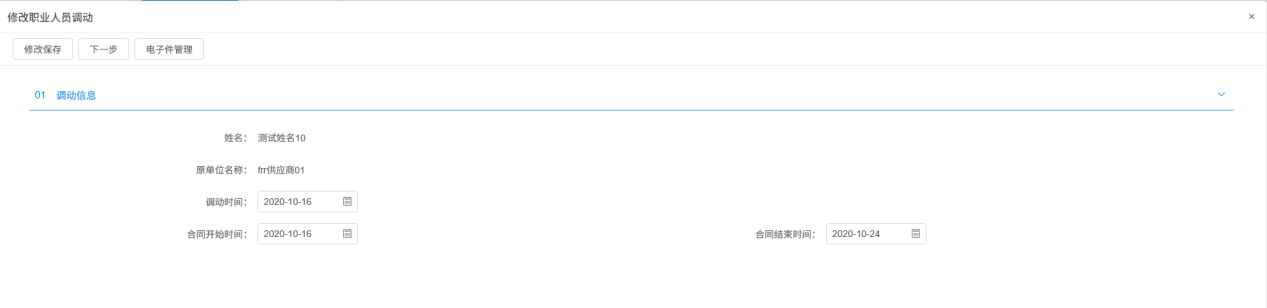 修改职业人员调动 ×
修改保存 下一步 电子件管理
01 调动信息
姓名: 测试姓名10
原单位名称: frr供应商01
调动时间: 2020-10-16
合同开始时间: 2020-10-16 合同结束时间: 2020-10-24